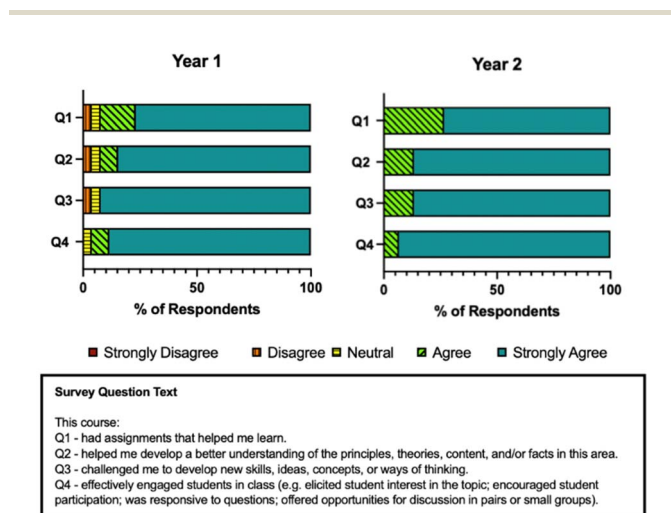 Year 1
Q1
Q2
Q3
Q4
0 50 100
% of Respondents
Year 2
Q1
Q2
Q3
Q4
0 50 100
% of Respondents
Strongly Disagree Disagree Neutral Agree Strongly Agree
Survey Question Text
This course:
Q1 - had assignments that helped me learn.
Q2 - helped me develop a better understanding of the principles, theories, content, and/or facts in this area.
Q3 - challenged me to develop new skills, ideas, concepts, or ways of thinking.
Q4 - effectively engaged students in class (e.g. elicited student interest in the topic; encouraged student
participation; was responsive to questions; offered opportunities for discussion in pairs or small groups).